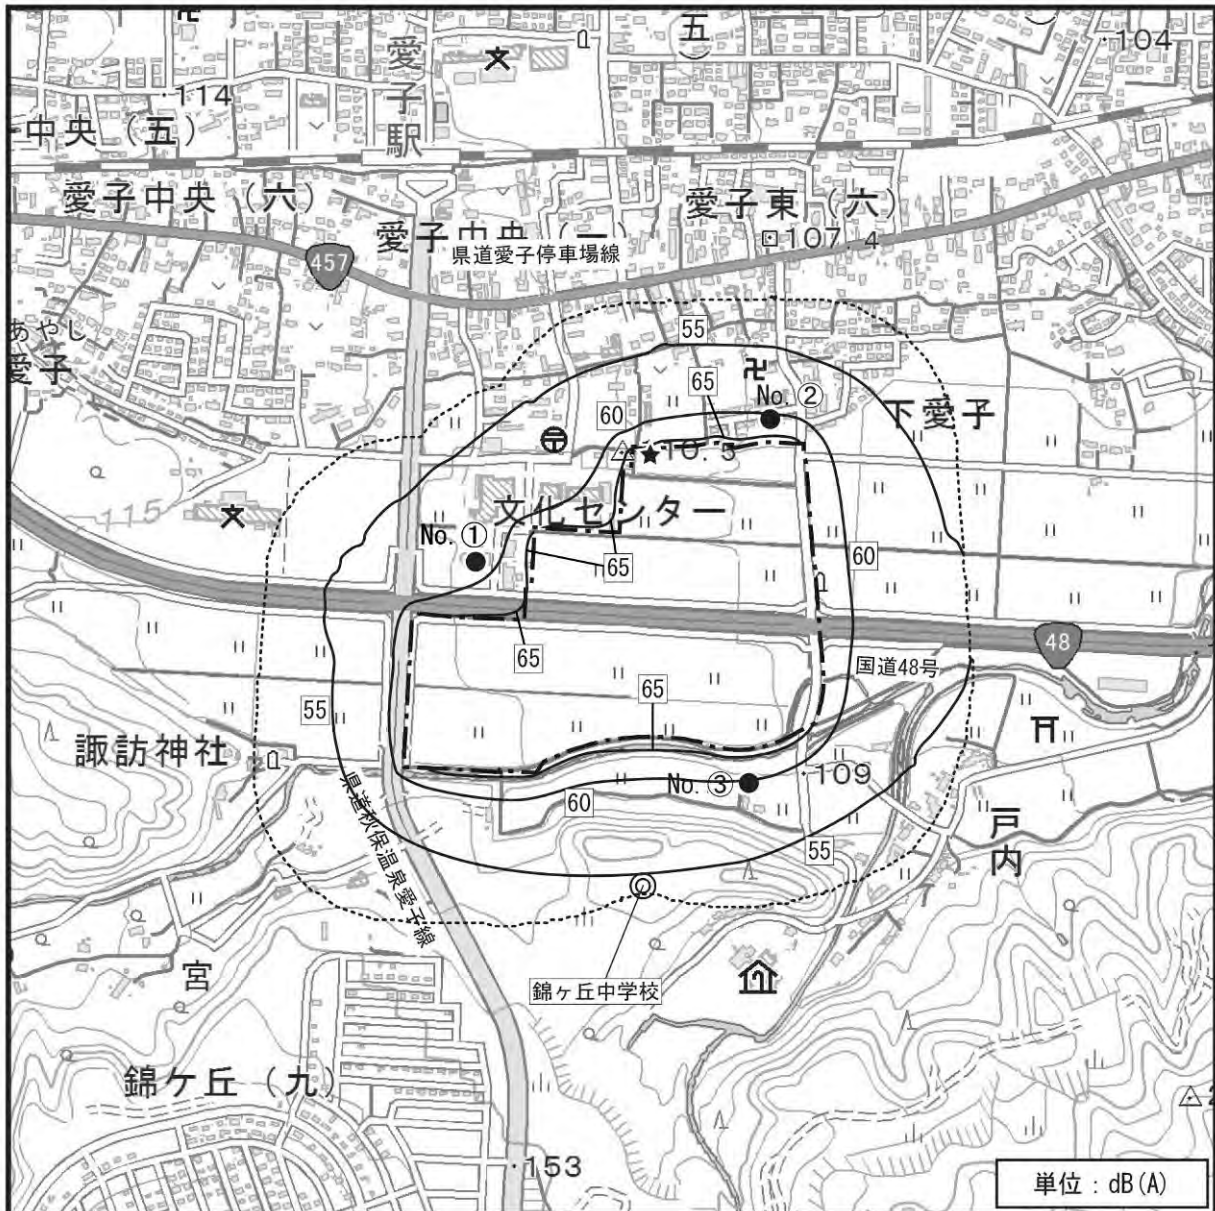 五
愛子駅
104
114
中央（五）
愛子中央（六）
愛子東（六）
107.4
愛子中央（一）
県道愛子停車場線
457
あやし
愛子
55
65
No. ②
60
下愛子
10.5
文化センター
115
No. ①
65
60
65
48
国道48号
65
55
諏訪神社
109
No. ③
60
戸内
県道秋保温泉愛子線
55
宮
錦ヶ丘中学校
錦ケ丘（九）
153
単位：dB(A)